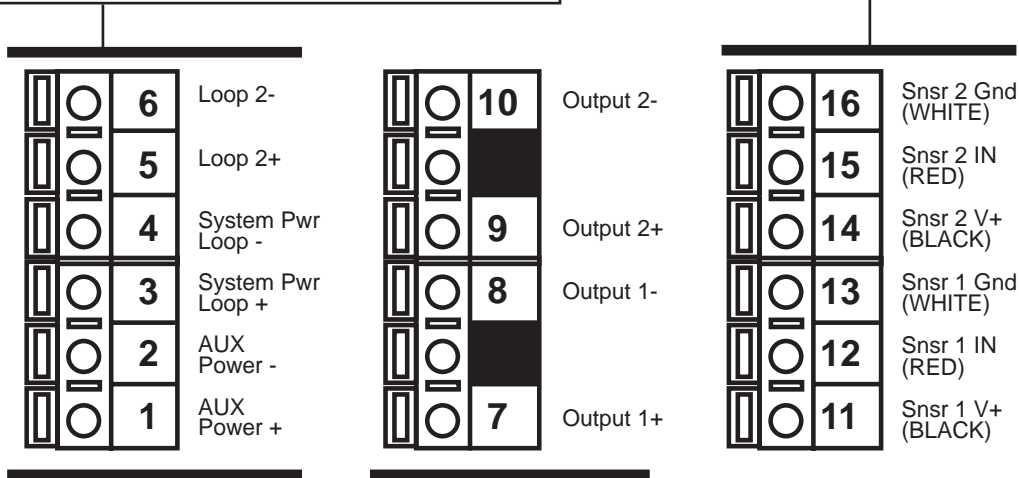 6 Loop 2-
5 Loop 2+
4 System Pwr
Loop -
3 System Pwr
Loop +
2 AUX
Power -
1 AUX
Power +
10 Output 2-
9 Output 2+
8 Output 1-
7 Output 1+
16 Snsr 2 Gnd
(WHITE)
15 Snsr 2 IN
(RED)
14 Snsr 2 V+
(BLACK)
13 Snsr 1 Gnd
(WHITE)
12 Snsr 1 IN
(RED)
11 Snsr 1 V+
(BLACK)